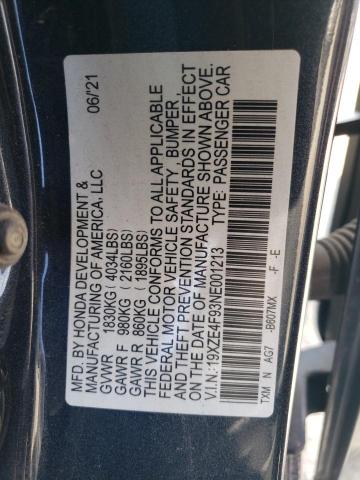 MFD. BY HONDA DEVELOPMENT & 06/'21
MANUFACTURING OF AMERICA, LLC
GVWR 1830KG (4034LBS)
GAWR F 980KG (2160LBS)
GAWR R 860KG (1895LBS)
THIS VEHICLE CONFORMS TO ALL APPLICABLE
FEDERAL MOTOR VEHICLE SAFETY, BUMPER,
AND THEFT PREVENTION STANDARDS IN EFFECT
ON THE DATE OF MANUFACTURE SHOWN ABOVE.
V.I.N.:19XZE4F93NE001213
TYPE: PASSENGER CAR
TXM N AG7 -B607MX -F -E